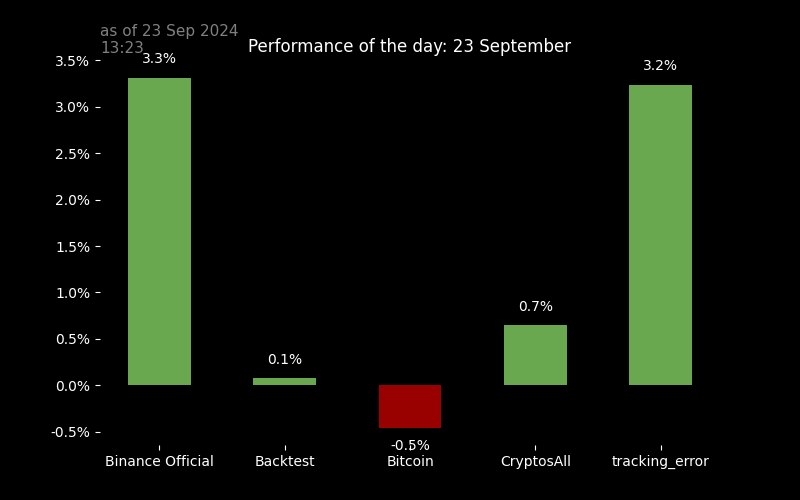 as of 23 Sep 2024
13:23
Performance of the day: 23 September
3.5%
3.0%
2.5%
2.0%
1.5%
1.0%
0.5%
0.0%
-0.5%
3.3%
0.1%
-0.5%
0.7%
3.2%
Binance Official
Backtest
Bitcoin
CryptosAll
tracking_error